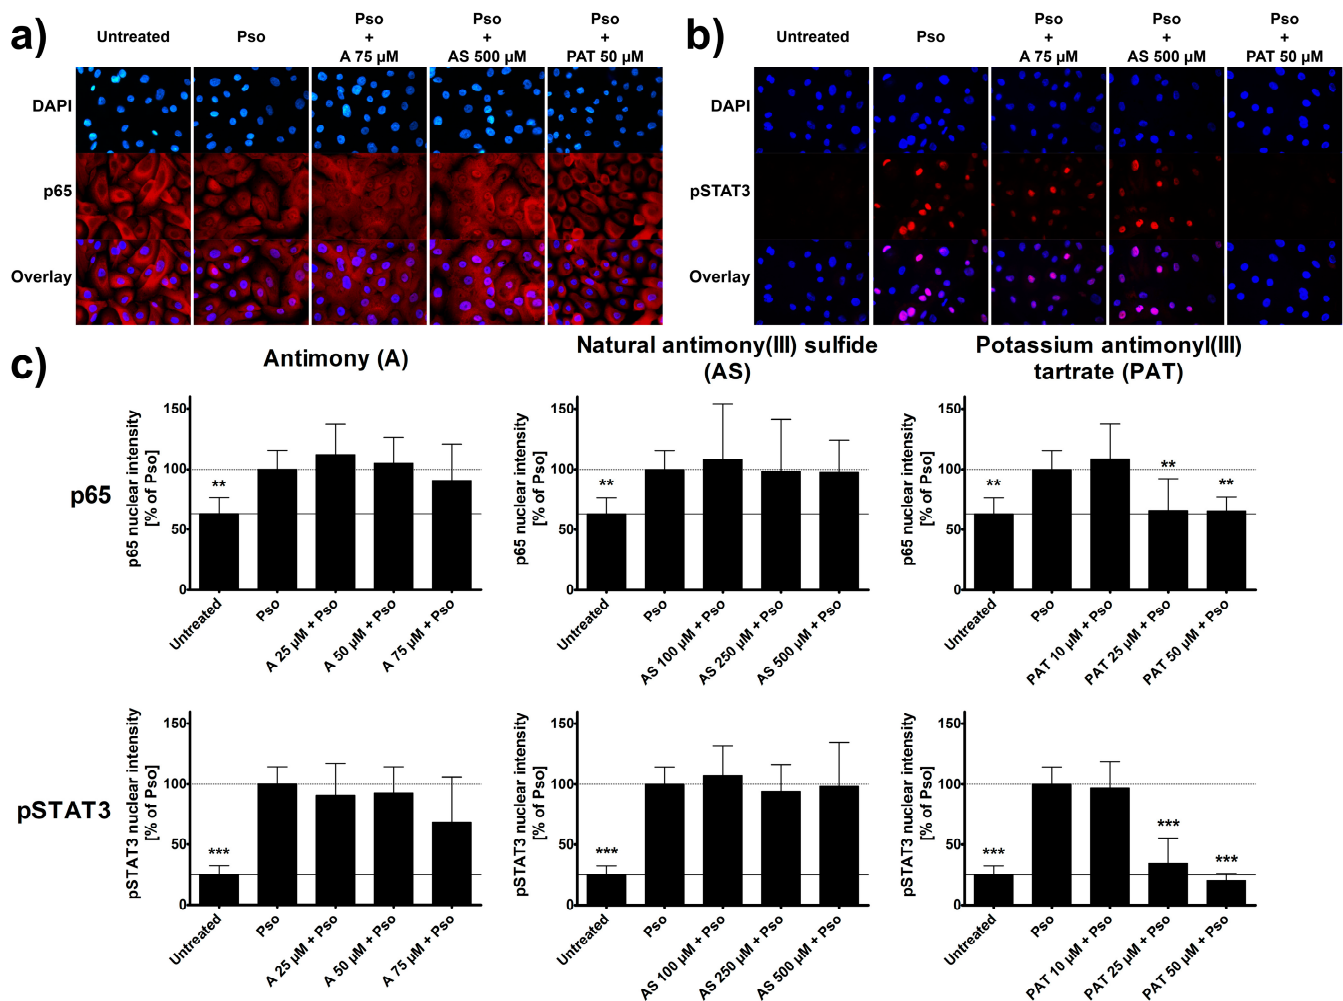 a)
Untreated
Pso
Pso
+
A 75 µM
Pso
+
AS 500 µM
Pso
+
PAT 50 µM
DAPI
p65
Overlay
b)
Untreated
Pso
Pso
+
A 75 µM
Pso
+
AS 500 µM
Pso
+
PAT 50 µM
DAPI
pSTAT3
Overlay
c)
Antimony (A)
Natural antimony(III) sulfide
(AS)
Potassium antimonyl(III)
tartrate (PAT)
p65
p65 nuclear intensity
[% of Pso]
150
100
50
0
**
Untreated
Pso
A 25 µM + Pso
A 50 µM + Pso
A 75 µM + Pso
p65 nuclear intensity
[% of Pso]
150
100
50
0
**
Untreated
Pso
AS 100 µM + Pso
AS 250 µM + Pso
AS 500 µM + Pso
p65 nuclear intensity
[% of Pso]
150
100
50
0
**
**
**
Untreated
Pso
PAT 10 µM + Pso
PAT 25 µM + Pso
PAT 50 µM + Pso
pSTAT3
pSTAT3 nuclear intensity
[% of Pso]
150
100
50
0
***
Untreated
Pso
A 25 µM + Pso
A 50 µM + Pso
A 75 µM + Pso
pSTAT3 nuclear intensity
[% of Pso]
150
100
50
0
***
Untreated
Pso
AS 100 µM + Pso
AS 250 µM + Pso
AS 500 µM + Pso
pSTAT3 nuclear intensity
[% of Pso]
150
100
50
0
***
***
***
Untreated
Pso
PAT 10 µM + Pso
PAT 25 µM + Pso
PAT 50 µM + Pso